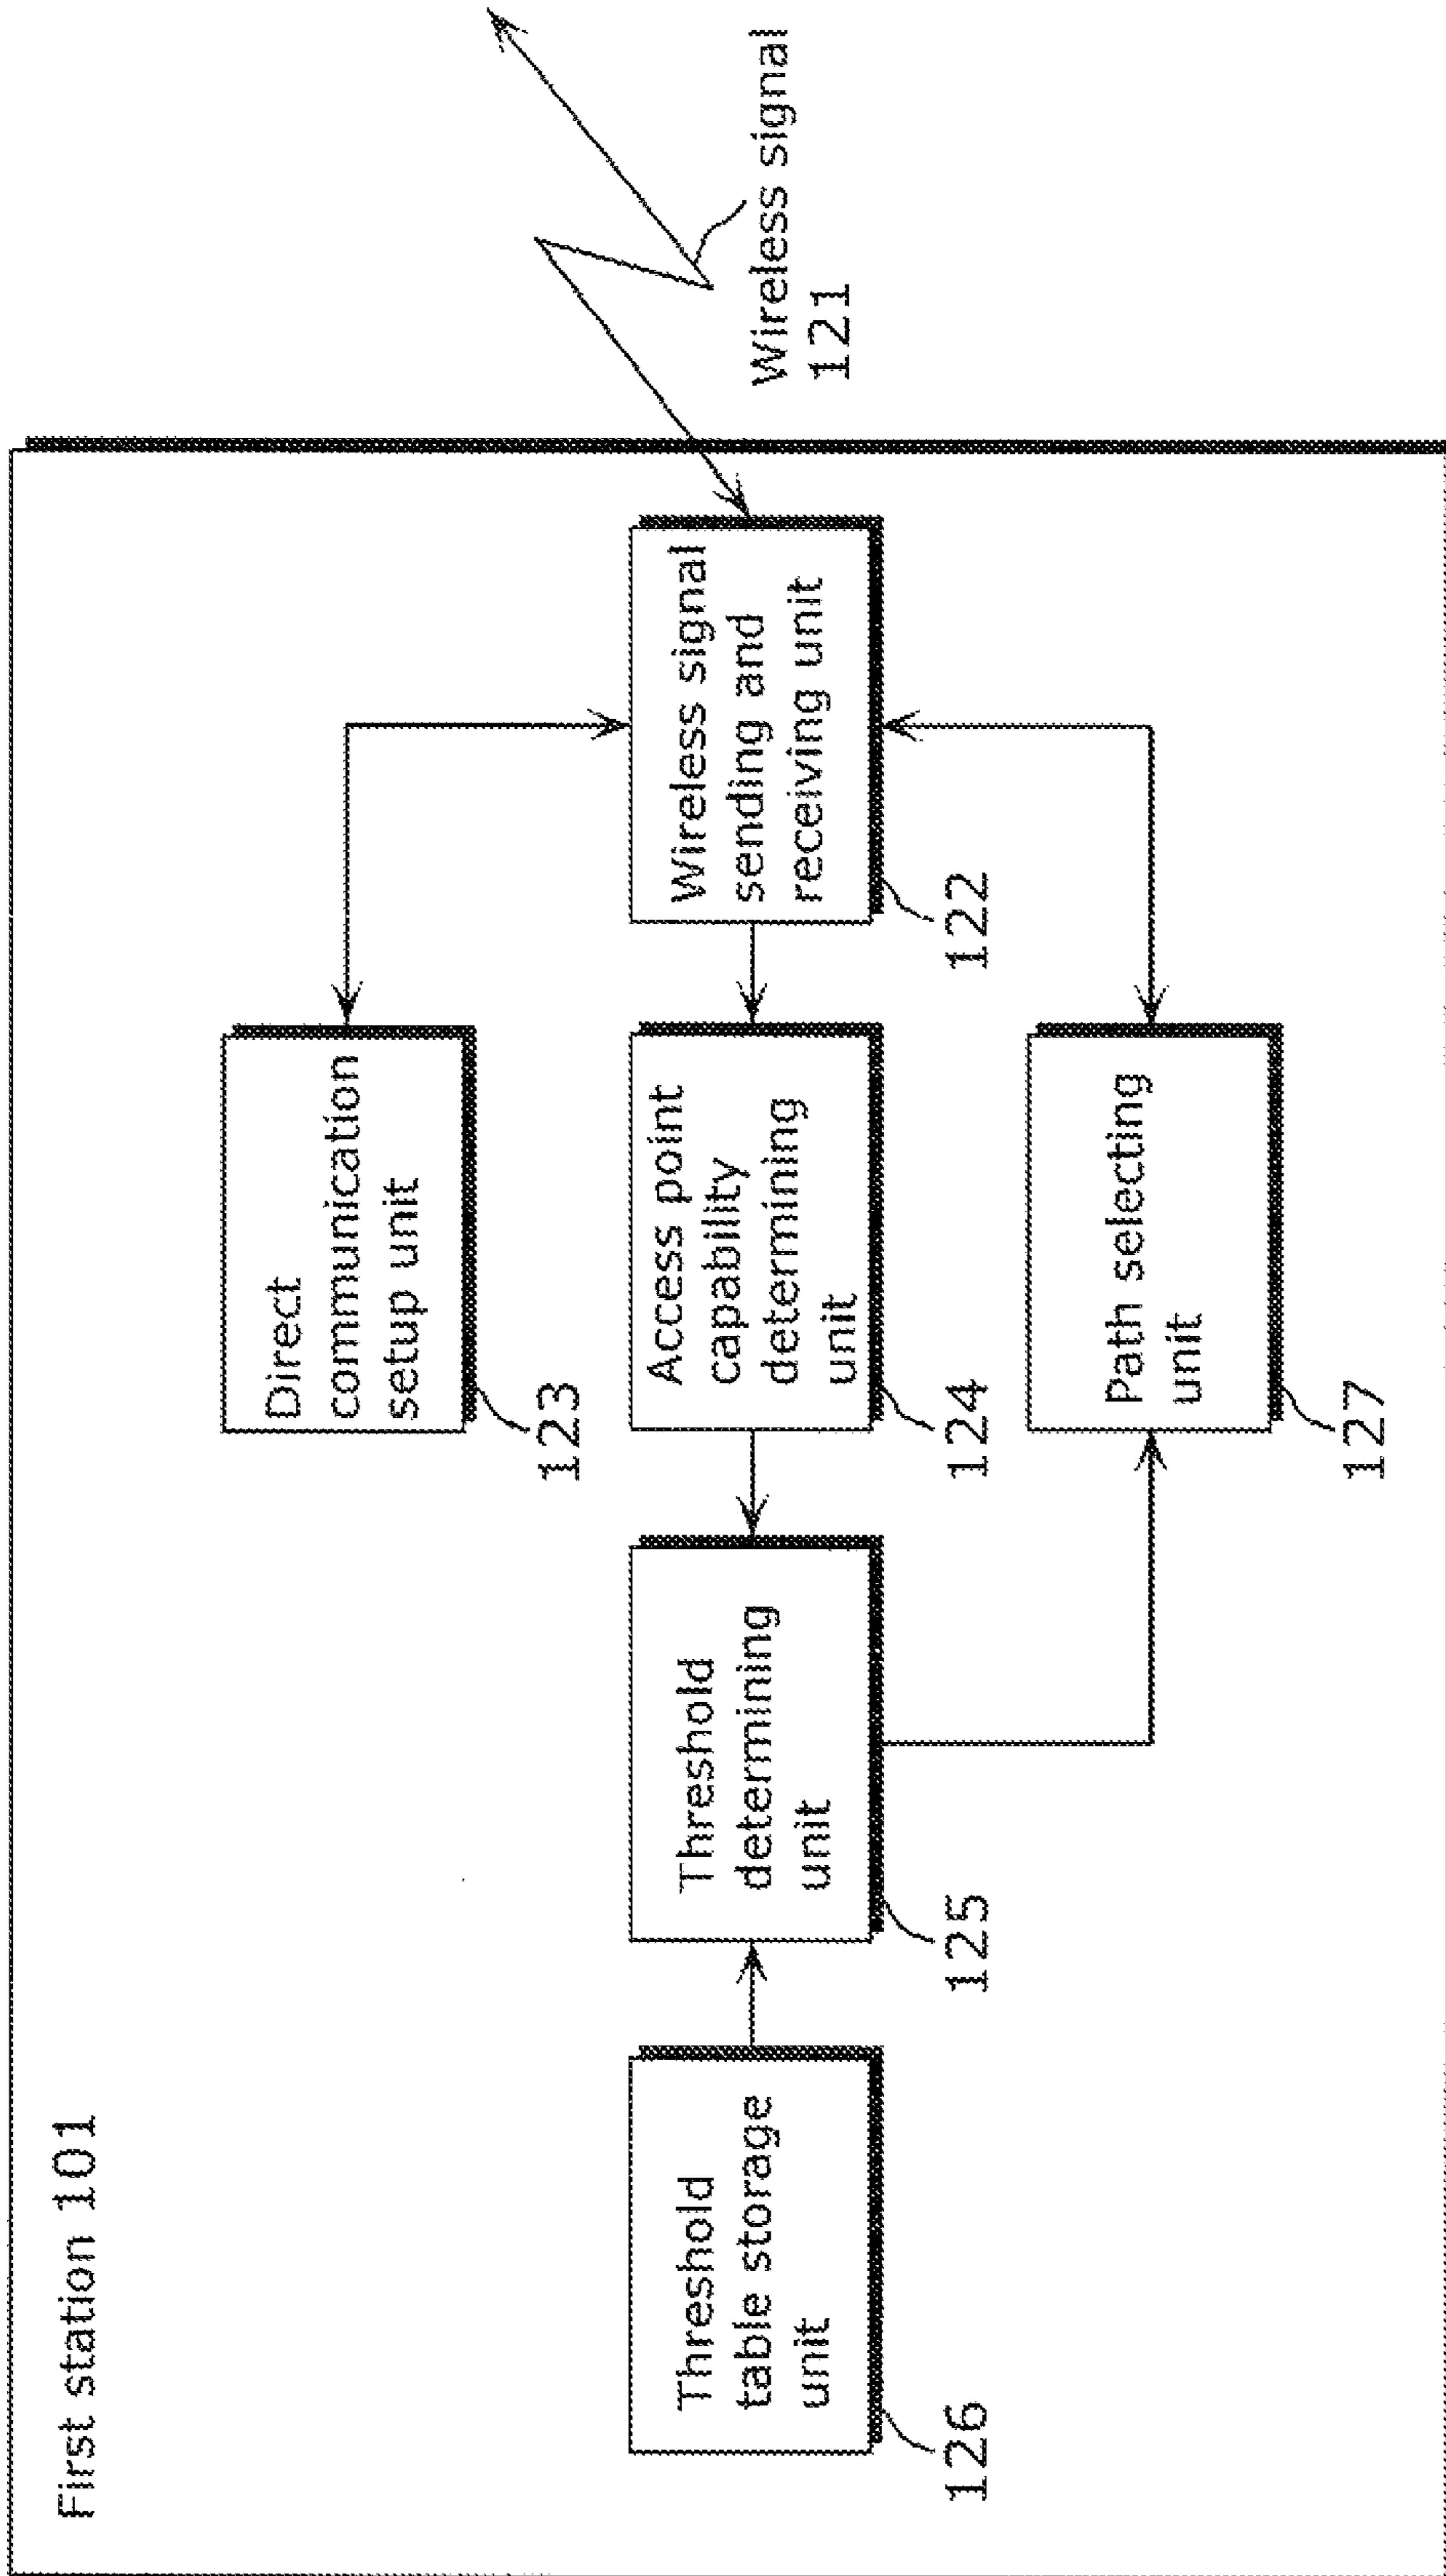 First station 101
Direct
communication
setup unit
123
Threshold
table storage
unit
126
Threshold
determining
unit
125
Access point
capability
determining
unit
124
Wireless signal
sending and
receiving unit
122
Wireless signal
121
Path selecting
unit
127